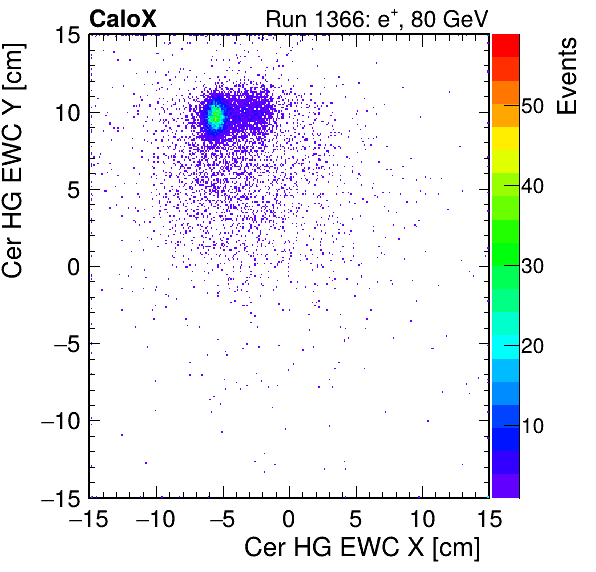 CaloX Run 1366: e⁺, 80 GeV
Cer HG EWC Y [cm]
15
10
5
0
−5
−10
−15
−15 −10 −5 0 5 10 15
Cer HG EWC X [cm]
Events
50
40
30
20
10